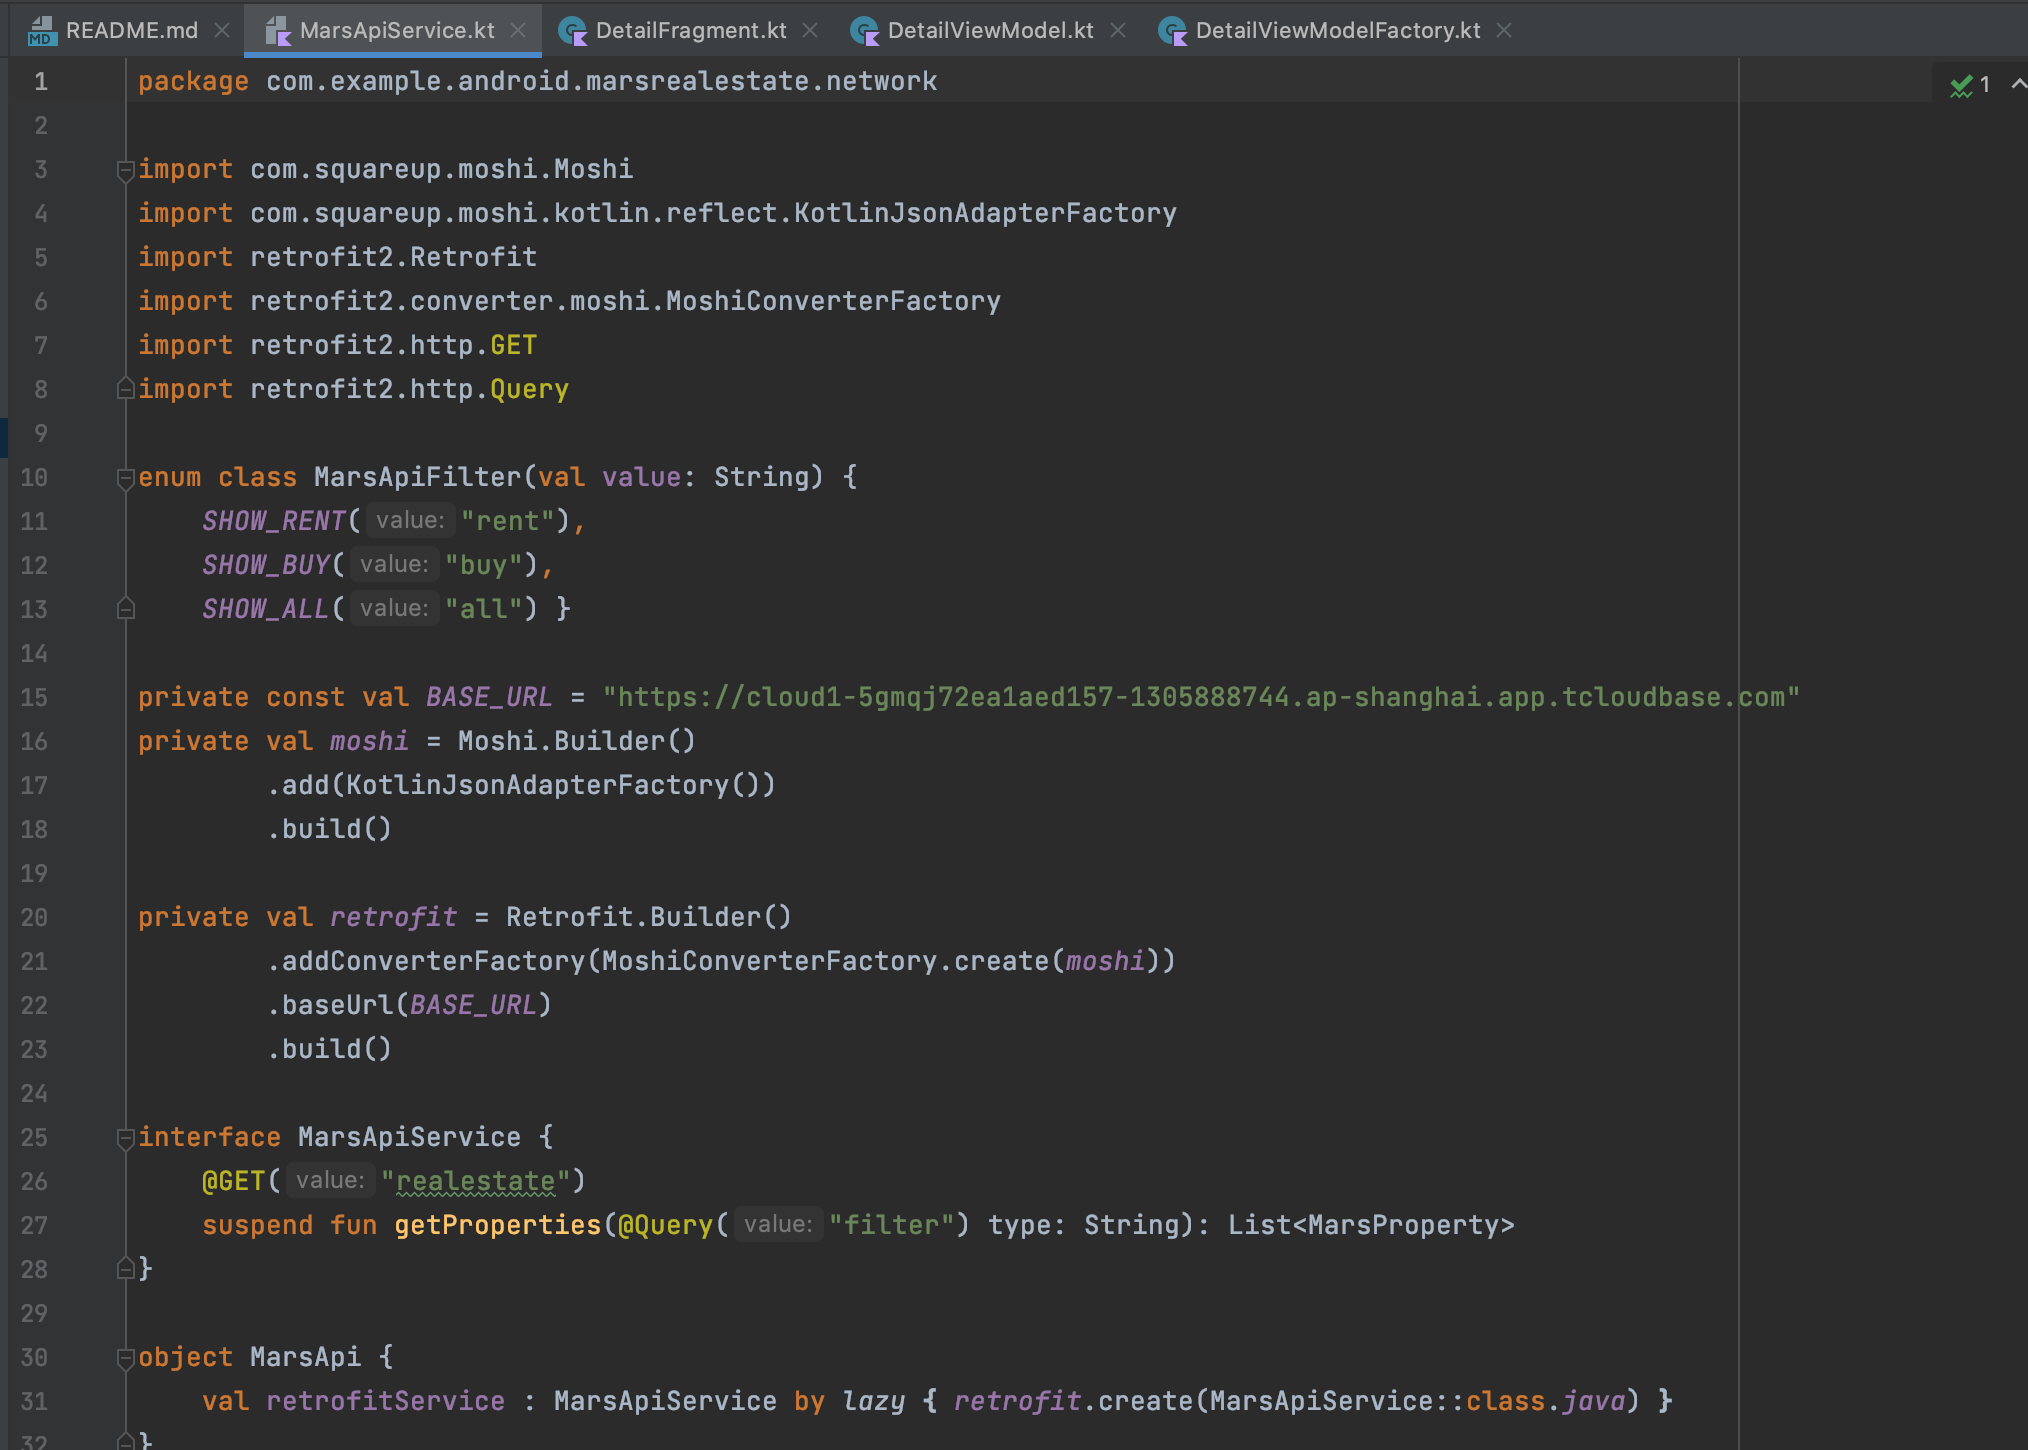 README.md MarsApiService.kt DetailFragment.kt DetailViewModel.kt DetailViewModelFactory.kt
1 package com.example.android.marsrealestate.network 1
2
3 import com.squareup.moshi.Moshi
4 import com.squareup.moshi.kotlin.reflect.KotlinJsonAdapterFactory
5 import retrofit2.Retrofit
6 import retrofit2.converter.moshi.MoshiConverterFactory
7 import retrofit2.http.GET
8 import retrofit2.http.Query
9
10 enum class MarsApiFilter(val value: String) {
11 SHOW_RENT( value: "rent"),
12 SHOW_BUY( value: "buy"),
13 SHOW_ALL( value: "all") }
14
15 private const val BASE_URL = "https://cloud1-5gmqj72ea1aed157-1305888744.ap-shanghai.app.tcloudbase.com"
16 private val moshi = Moshi.Builder()
17 .add(KotlinJsonAdapterFactory())
18 .build()
19
20 private val retrofit = Retrofit.Builder()
21 .addConverterFactory(MoshiConverterFactory.create(moshi))
22 .baseUrl(BASE_URL)
23 .build()
24
25 interface MarsApiService {
26 @GET( value: "realestate")
27 suspend fun getProperties(@Query( value: "filter") type: String): List<MarsProperty>
28 }
29
30 object MarsApi {
31 val retrofitService : MarsApiService by lazy { retrofit.create(MarsApiService::class.java) }
32 }